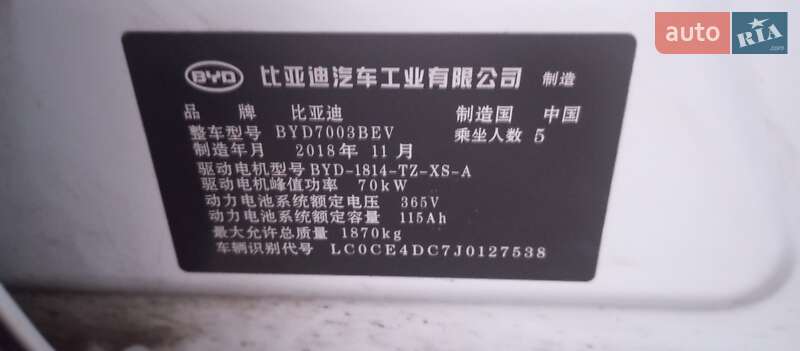 auto RIA.com
BYD 比亚迪汽车工业有限公司 制造
品牌 比亚迪 制造国 中国
整车型号 BYD7003BEV 乘坐人数 5
制造年月 2018年 11月
驱动电机型号 BYD-1814-TZ-XS-A
驱动电机峰值功率 70kW
动力电池系统额定电压 365V
动力电池系统额定容量 115Ah
最大允许总质量 1870kg
车辆识别代号 LC0CE4DC7J0127538